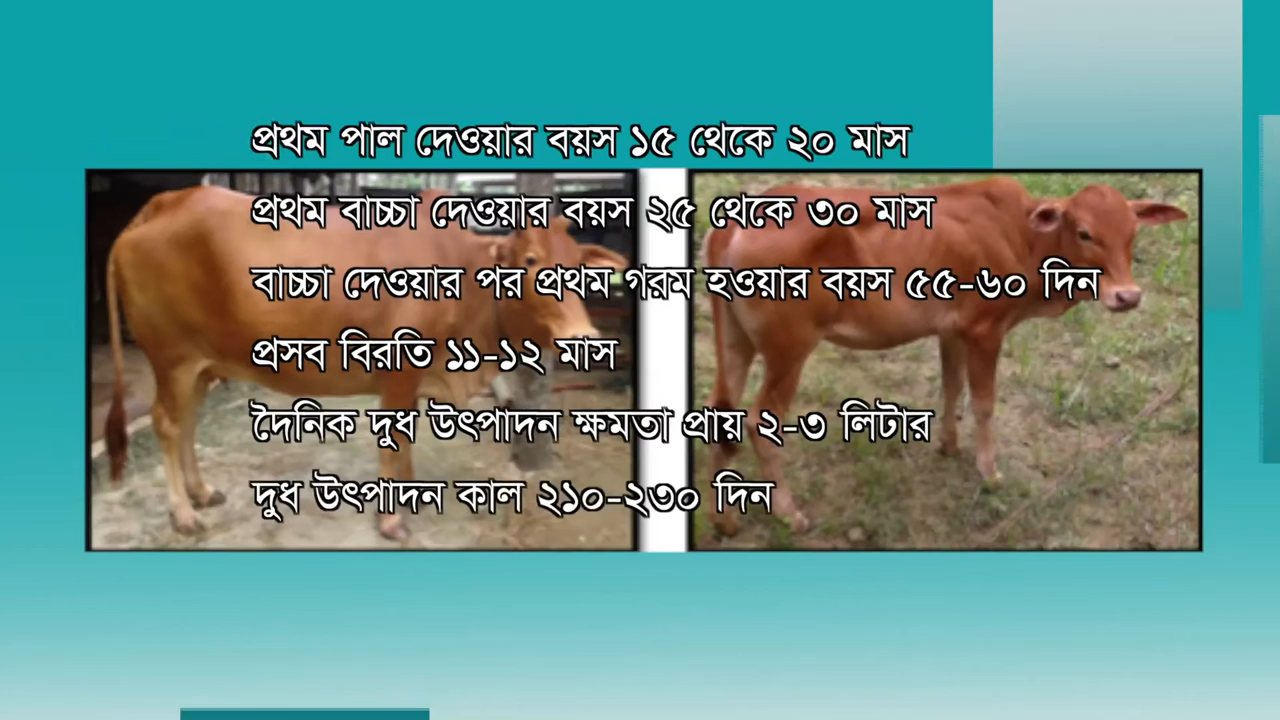 প্রথম পাল দেওয়ার বয়স ১৫ থেকে ২০ মাস
প্রথম বাচ্চা দেওয়ার বয়স ২৫ থেকে ৩০ মাস
বাচ্চা দেওয়ার পর প্রথম গরম হওয়ার বয়স ৫৫-৬০ দিন
প্রসব বিরতি ১১-১২ মাস
দৈনিক দুধ উৎপাদন ক্ষমতা প্রায় ২-৩ লিটার
দুধ উৎপাদন কাল ২১০-২৩০ দিন